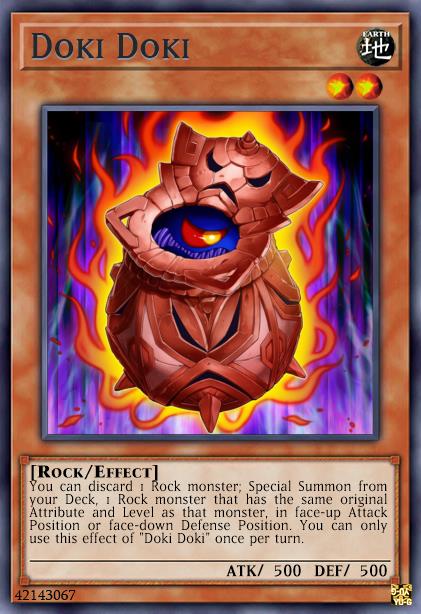 Doki Doki
EARTH
地
[Rock/Effect]
You can discard 1 Rock monster; Special Summon from
your Deck, 1 Rock monster that has the same original
Attribute and Level as that monster, in face-up Attack
Position or face-down Defense Position. You can only
use this effect of "Doki Doki" once per turn.
ATK/ 500 DEF/ 500
42143067